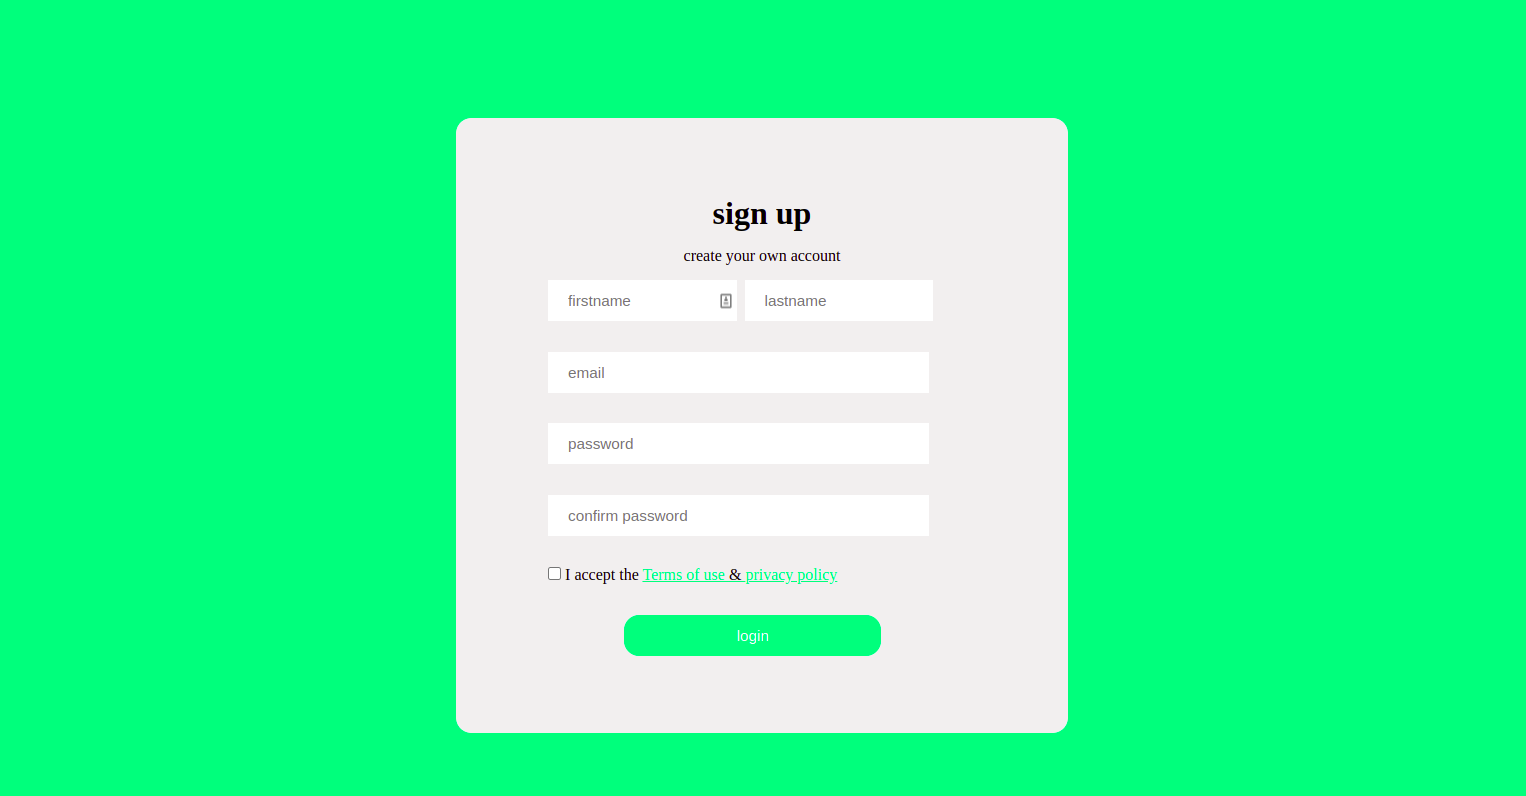 sign up
create your own account
firstname lastname
email
password
confirm password
I accept the Terms of use & privacy policy
login